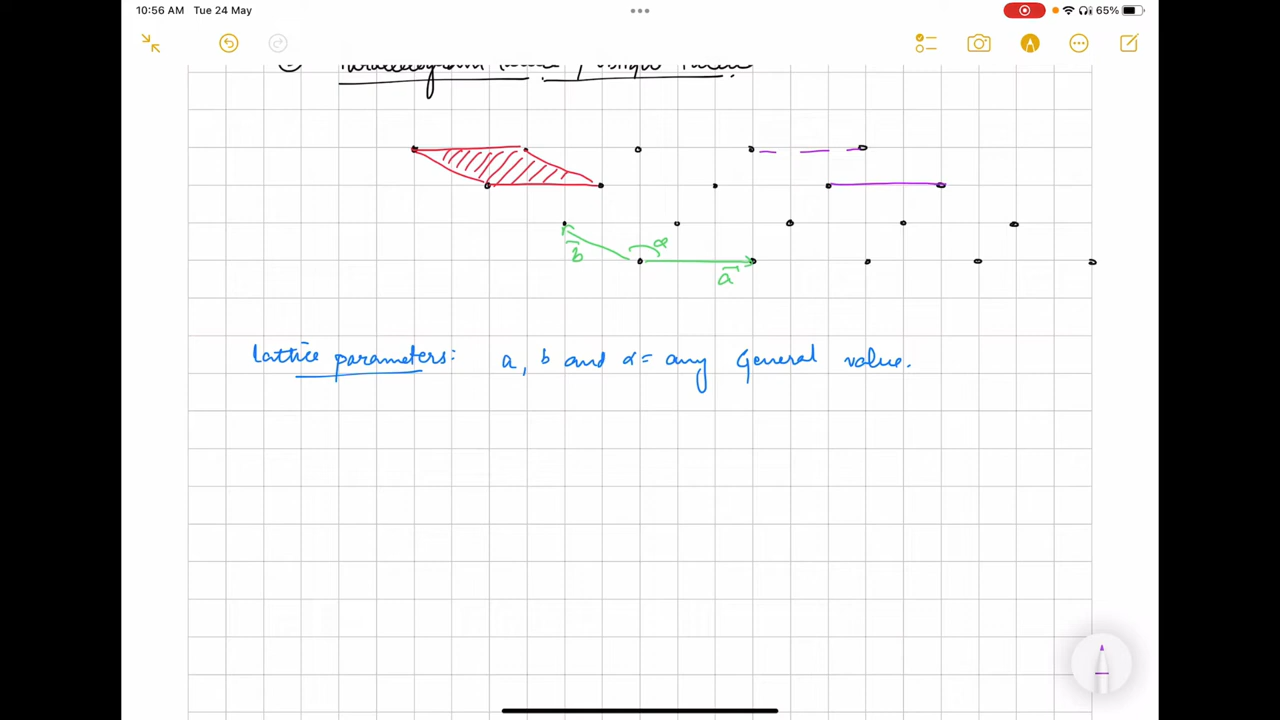 10:56 AM Tue 24 May
65%
α
b
a
lattice parameters: a, b and α = any General value.